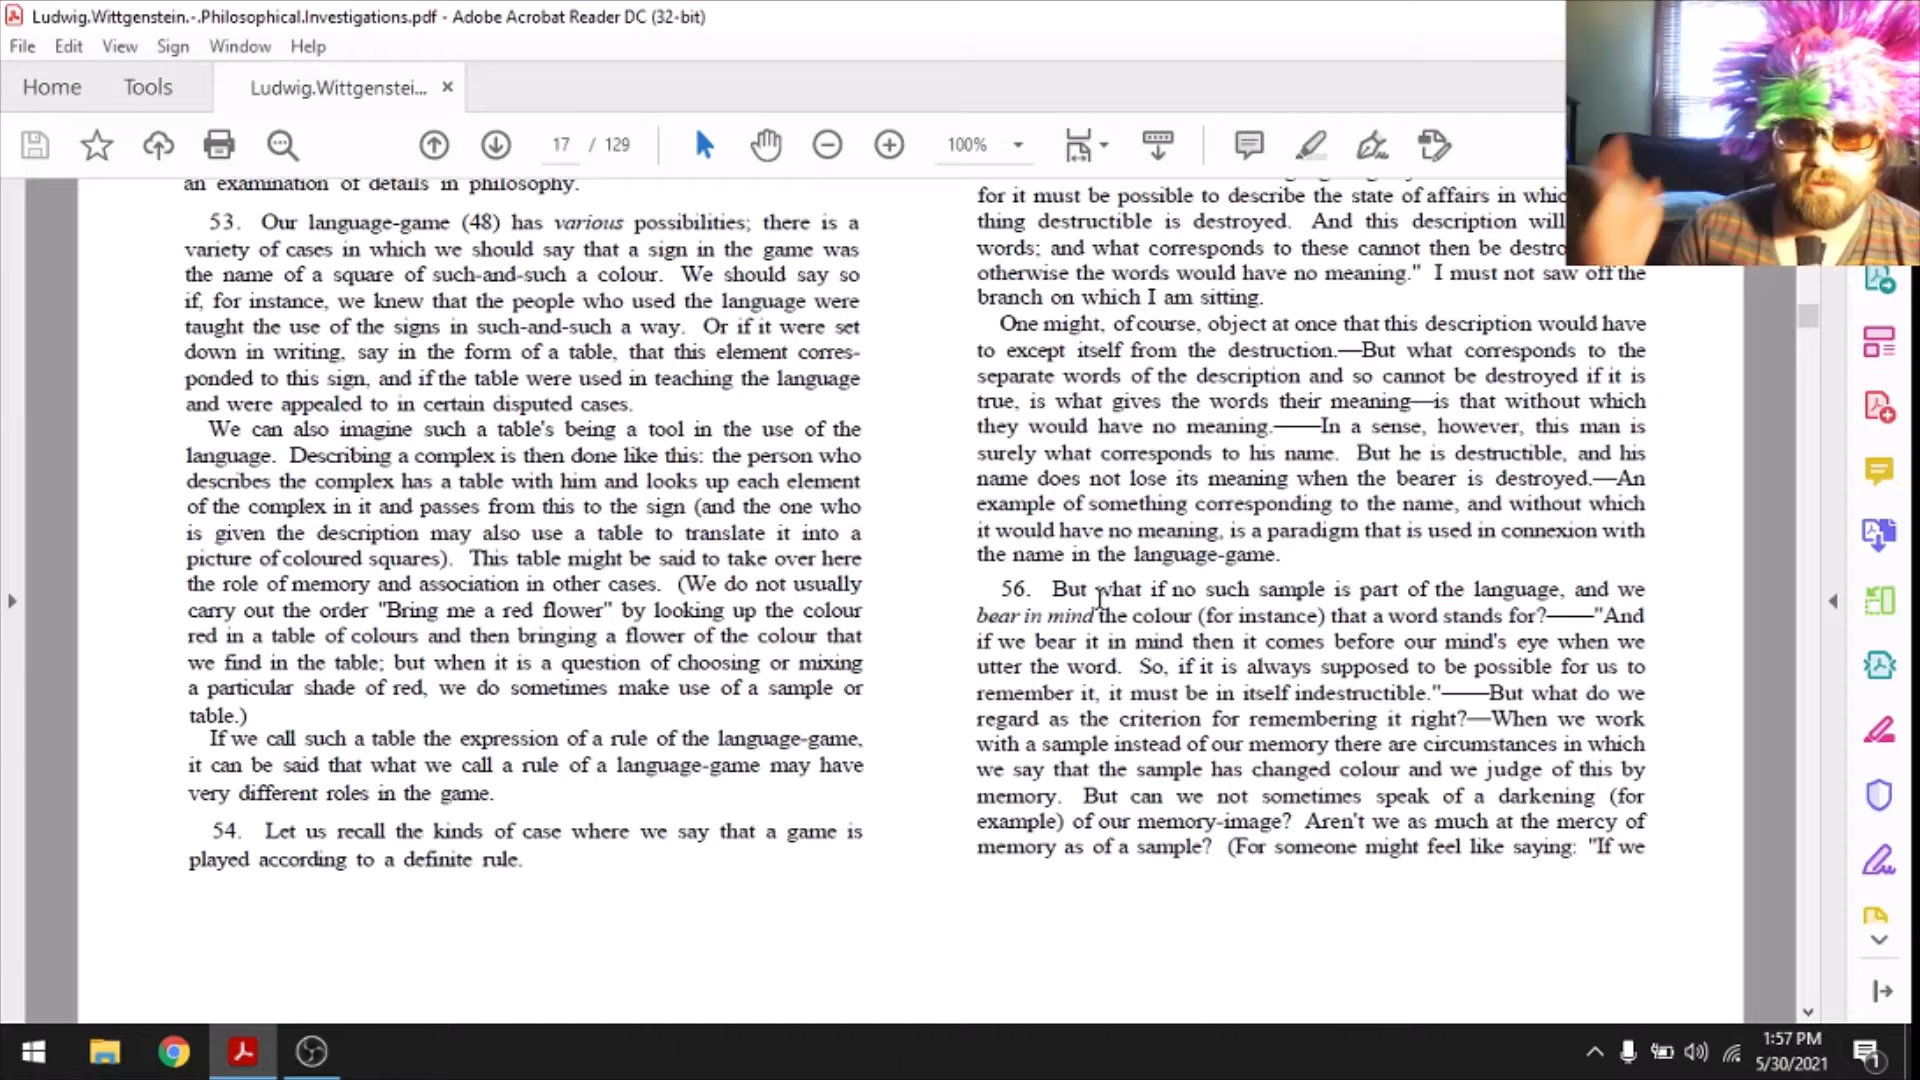 Ludwig.Wittgenstein.-.Philosophical.Investigations.pdf - Adobe Acrobat Reader DC (32-bit)
File Edit View Sign Window Help
Home Tools Ludwig.Wittgenstei... ×
17 / 129 100%
an examination of details in philosophy.
53. Our language-game (48) has various possibilities; there is a
variety of cases in which we should say that a sign in the game was
the name of a square of such-and-such a colour. We should say so
if, for instance, we knew that the people who used the language were
taught the use of the signs in such-and-such a way. Or if it were set
down in writing, say in the form of a table, that this element corres-
ponded to this sign, and if the table were used in teaching the language
and were appealed to in certain disputed cases.
We can also imagine such a table's being a tool in the use of the
language. Describing a complex is then done like this: the person who
describes the complex has a table with him and looks up each element
of the complex in it and passes from this to the sign (and the one who
is given the description may also use a table to translate it into a
picture of coloured squares). This table might be said to take over here
the role of memory and association in other cases. (We do not usually
carry out the order "Bring me a red flower" by looking up the colour
red in a table of colours and then bringing a flower of the colour that
we find in the table; but when it is a question of choosing or mixing
a particular shade of red, we do sometimes make use of a sample or
table.)
If we call such a table the expression of a rule of the language-game,
it can be said that what we call a rule of a language-game may have
very different roles in the game.
54. Let us recall the kinds of case where we say that a game is
played according to a definite rule.
for it must be possible to describe the state of affairs in
thing destructible is destroyed. And this description will
words; and what corresponds to these cannot then be
otherwise the words would have no meaning." I must not saw off the
branch on which I am sitting.
One might, of course, object at once that this description would have
to except itself from the destruction.—But what corresponds to the
separate words of the description and so cannot be destroyed if it is
true, is what gives the words their meaning—is that without which
they would have no meaning.——In a sense, however, this man is
surely what corresponds to his name. But he is destructible, and his
name does not lose its meaning when the bearer is destroyed.—An
example of something corresponding to the name, and without which
it would have no meaning, is a paradigm that is used in connexion with
the name in the language-game.
56. But what if no such sample is part of the language, and we
bear in mind the colour (for instance) that a word stands for?——"And
if we bear it in mind then it comes before our mind's eye when we
utter the word. So, if it is always supposed to be possible for us to
remember it, it must be in itself indestructible."——But what do we
regard as the criterion for remembering it right?—When we work
with a sample instead of our memory there are circumstances in which
we say that the sample has changed colour and we judge of this by
memory. But can we not sometimes speak of a darkening (for
example) of our memory-image? Aren't we as much at the mercy of
memory as of a sample? (For someone might feel like saying: "If we
1:57 PM
5/30/2021
1